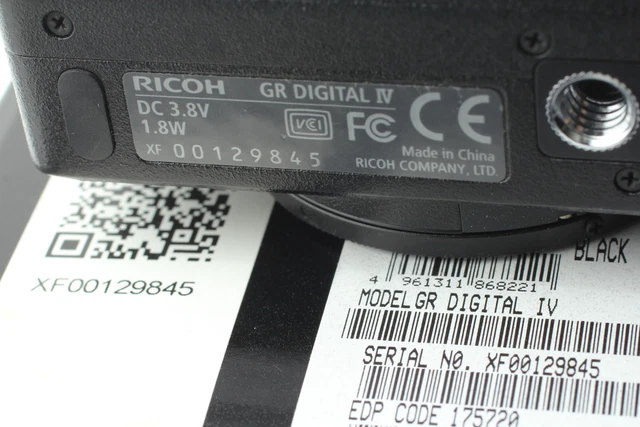 RICOH GR DIGITAL IV
DC 3.8V
1.8W
VCCI FC CE
XF 00129845
Made in China
RICOH COMPANY, LTD.
XF00129845
BLACK
4 961311 868221
MODEL GR DIGITAL IV
SERIAL NO. XF00129845
EDP CODE 175720